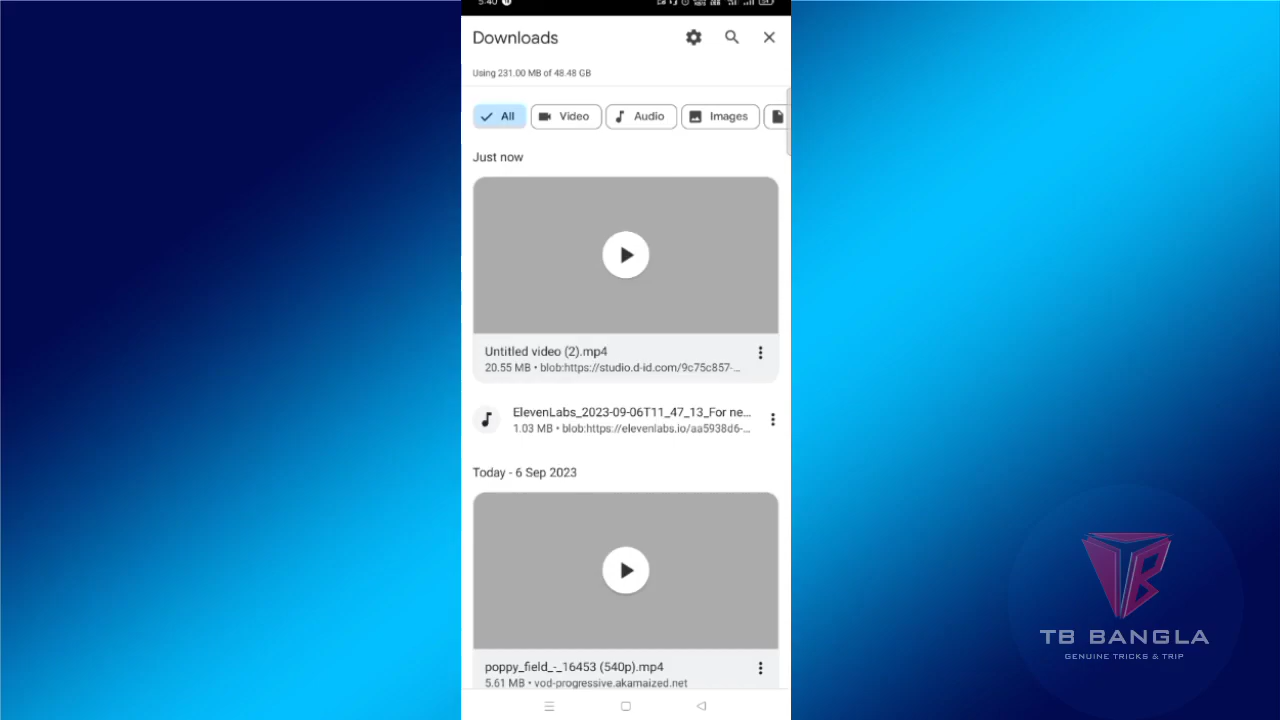 5:40
Downloads
Using 231.00 MB of 48.48 GB
All
Video
Audio
Images
Just now
Untitled video (2).mp4
20.55 MB • blob:https://studio.d-id.com/9c75c857-...
ElevenLabs_2023-09-06T11_47_13_For ne...
1.03 MB • blob:https://elevenlabs.io/aa5938d6-...
Today - 6 Sep 2023
poppy_field_-_16453 (540p).mp4
5.61 MB • vod-progressive.akamaized.net
TB BANGLA
GENUINE TRICKS & TRIP